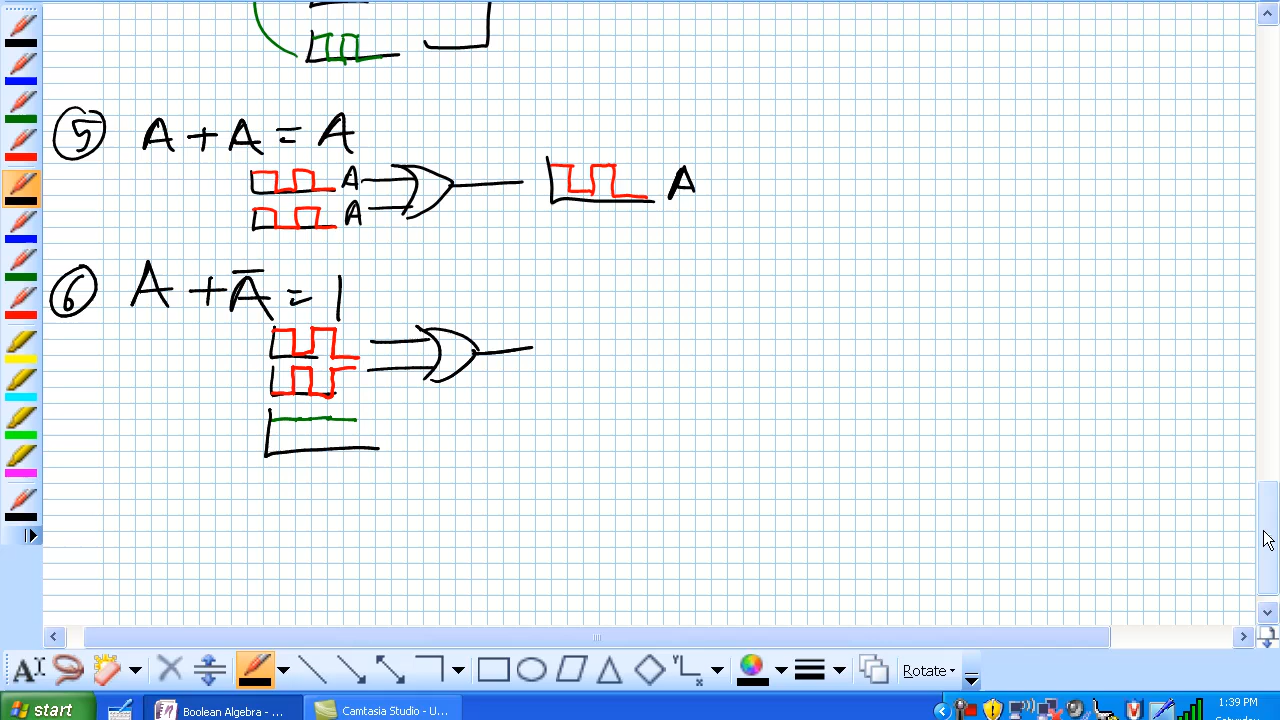 ⑤ A + A = A
A
A
A
⑥ A + A̅ = 1
Rotate
start
Boolean Algebra - ...
Camtasia Studio - U...
1:39 PM